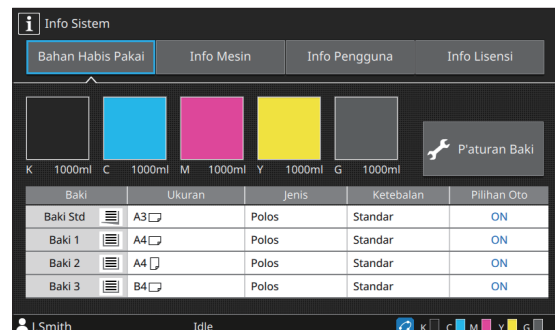 Info Sistem
Bahan Habis Pakai Info Mesin Info Pengguna Info Lisensi
K 1000ml C 1000ml M 1000ml Y 1000ml G 1000ml
P'aturan Baki
Baki Ukuran Jenis Ketebalan Pilihan Oto
Baki Std A3 Polos Standar ON
Baki 1 A4 Polos Standar ON
Baki 2 A4 Polos Standar ON
Baki 3 B4 Polos Standar ON
J.Smith Idle K C M Y G